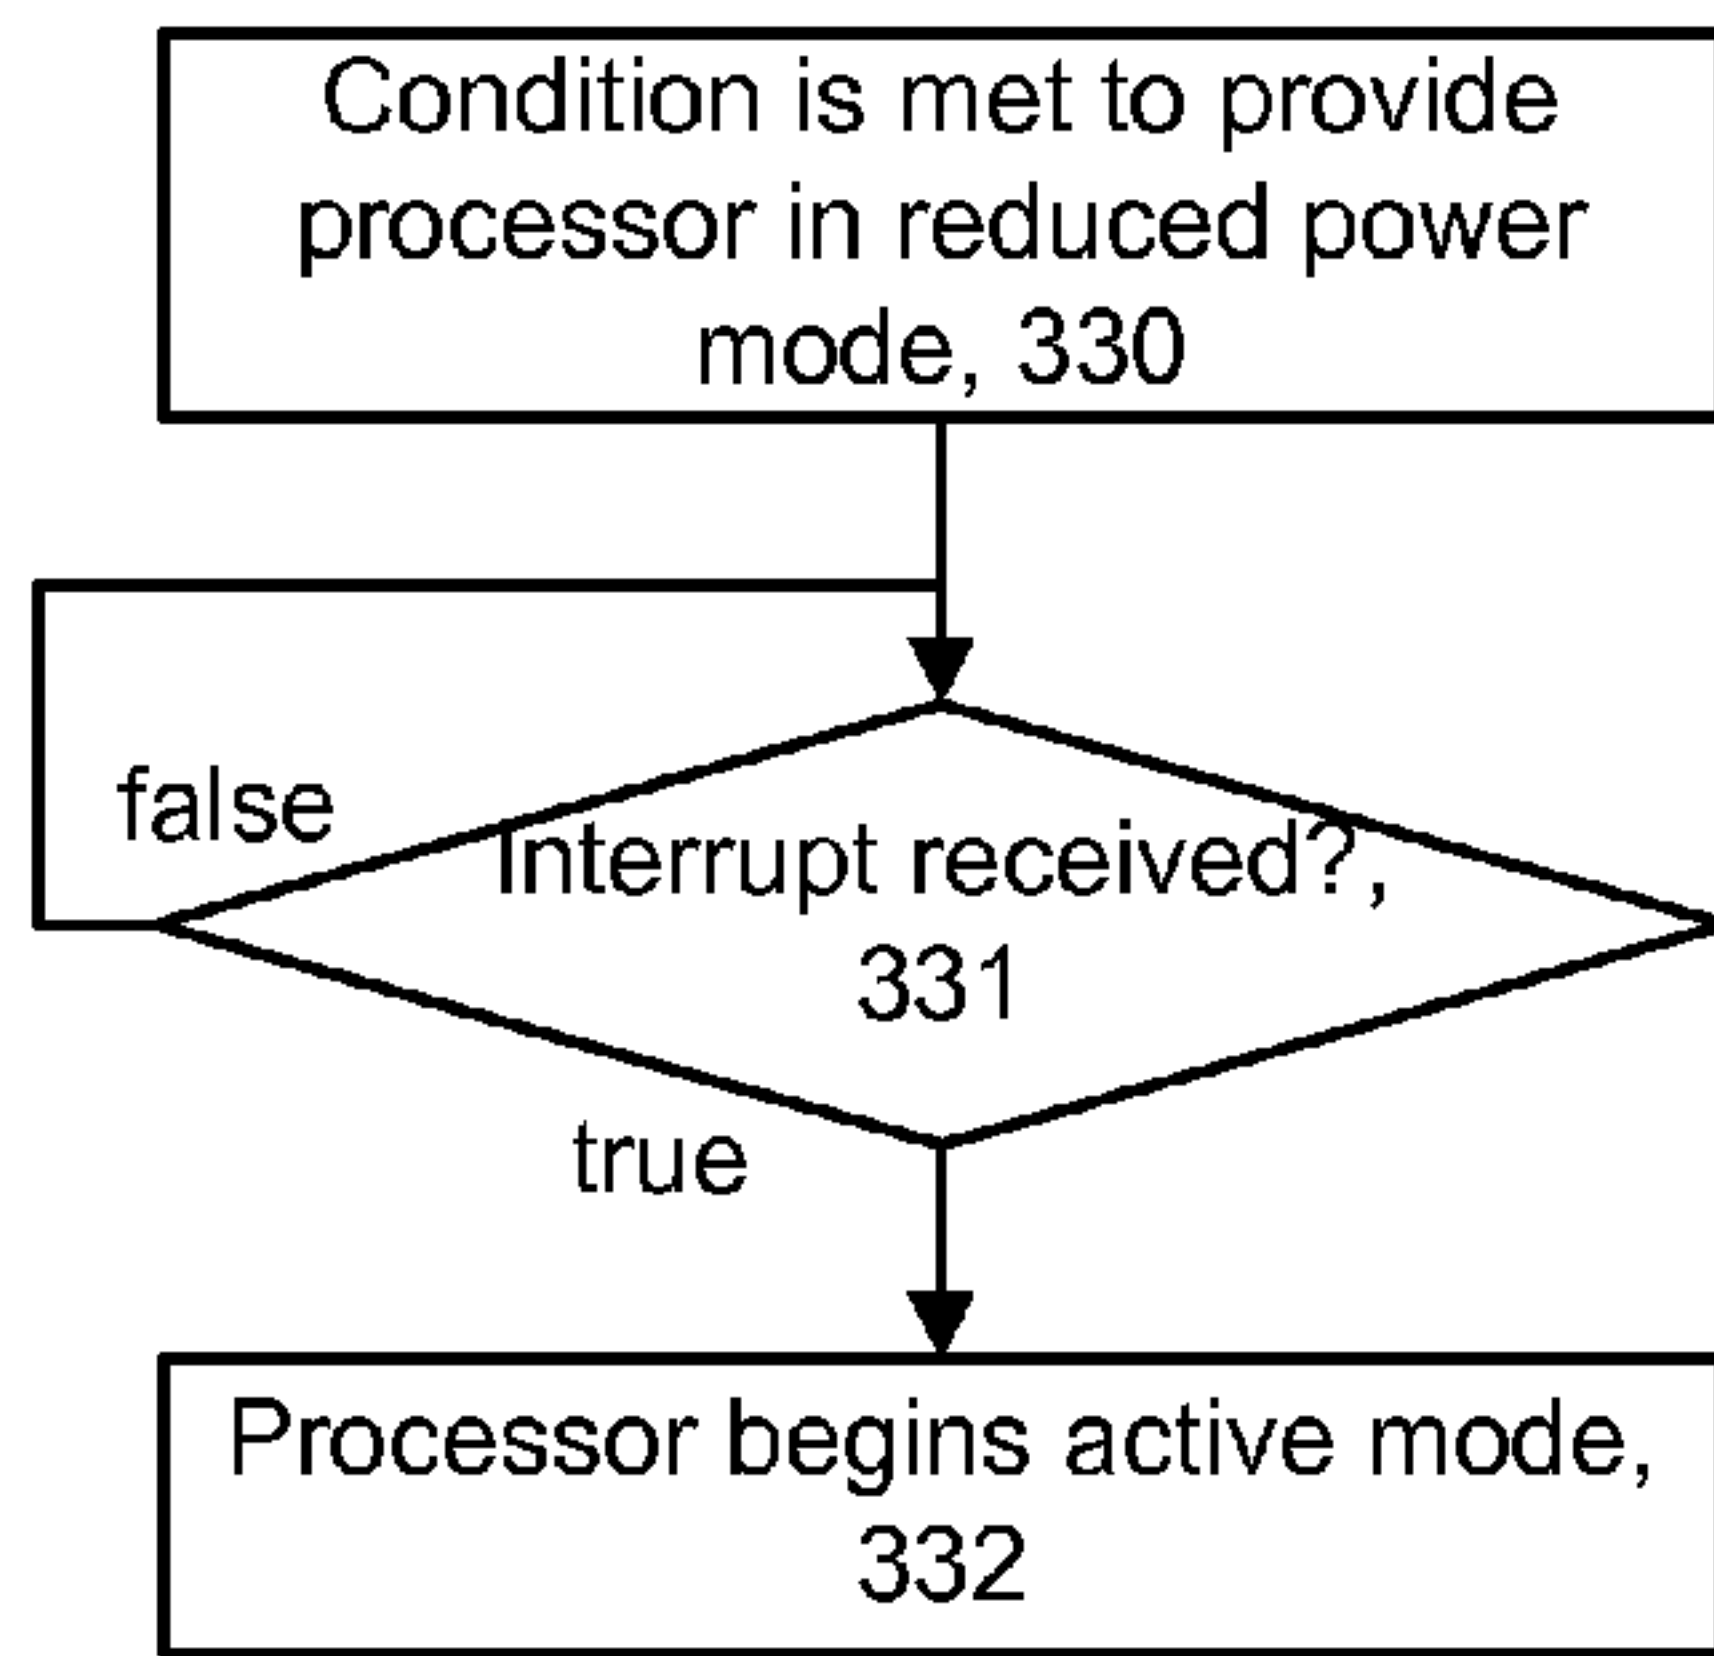 Condition is met to provide
processor in reduced power
mode, 330
false
Interrupt received?,
331
true
Processor begins active mode,
332